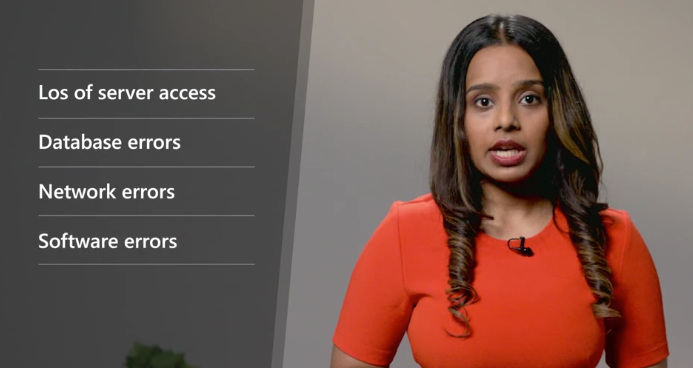 Los of server access
Database errors
Network errors
Software errors